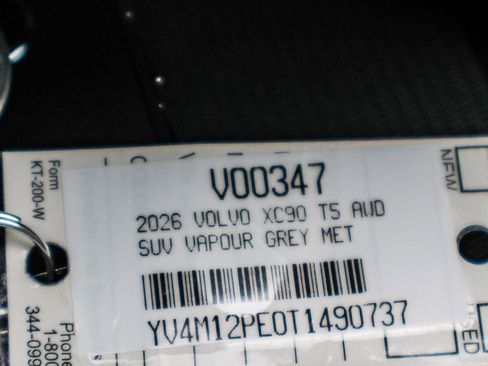 V00347
2026 VOLVO XC90 T5 AWD
SUV VAPOUR GREY MET
YV4M12PE0T1490737
Form
KT-200-W
NEW
Phone
1-800
344-099